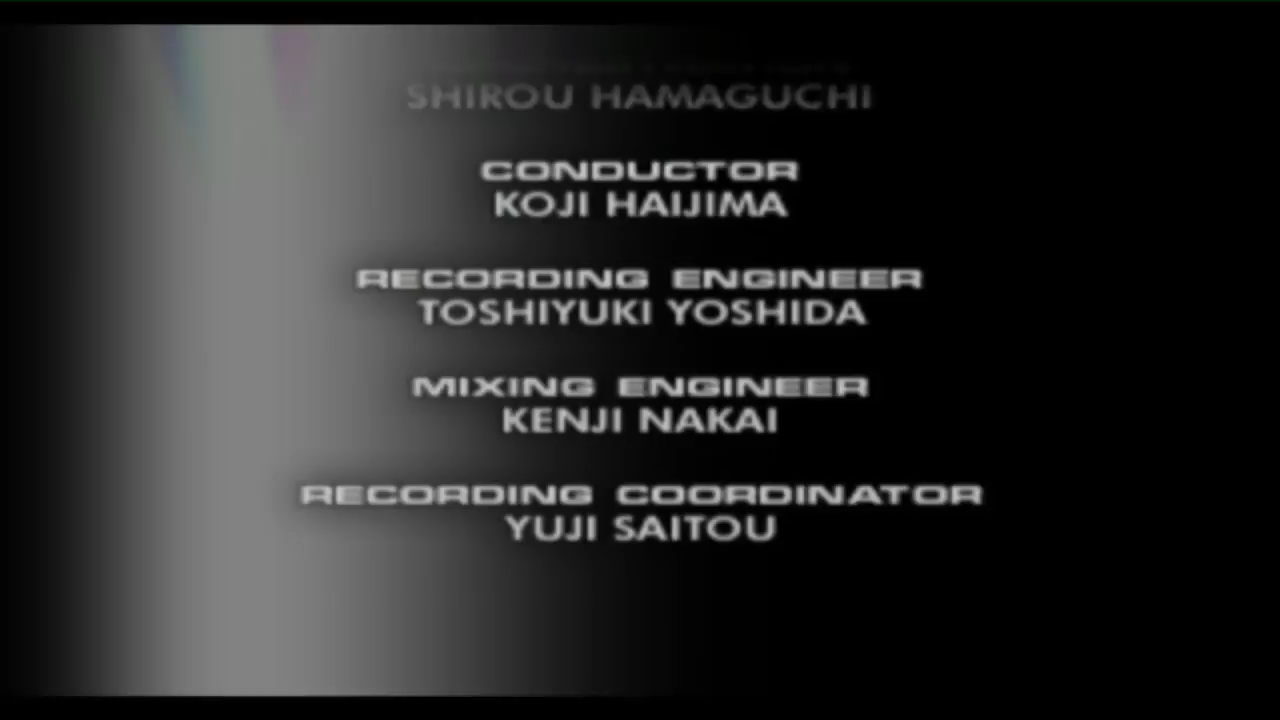 SHIROU HAMAGUCHI
CONDUCTOR
KOJI HAIJIMA
RECORDING ENGINEER
TOSHIYUKI YOSHIDA
MIXING ENGINEER
KENJI NAKAI
RECORDING COORDINATOR
YUJI SAITOU